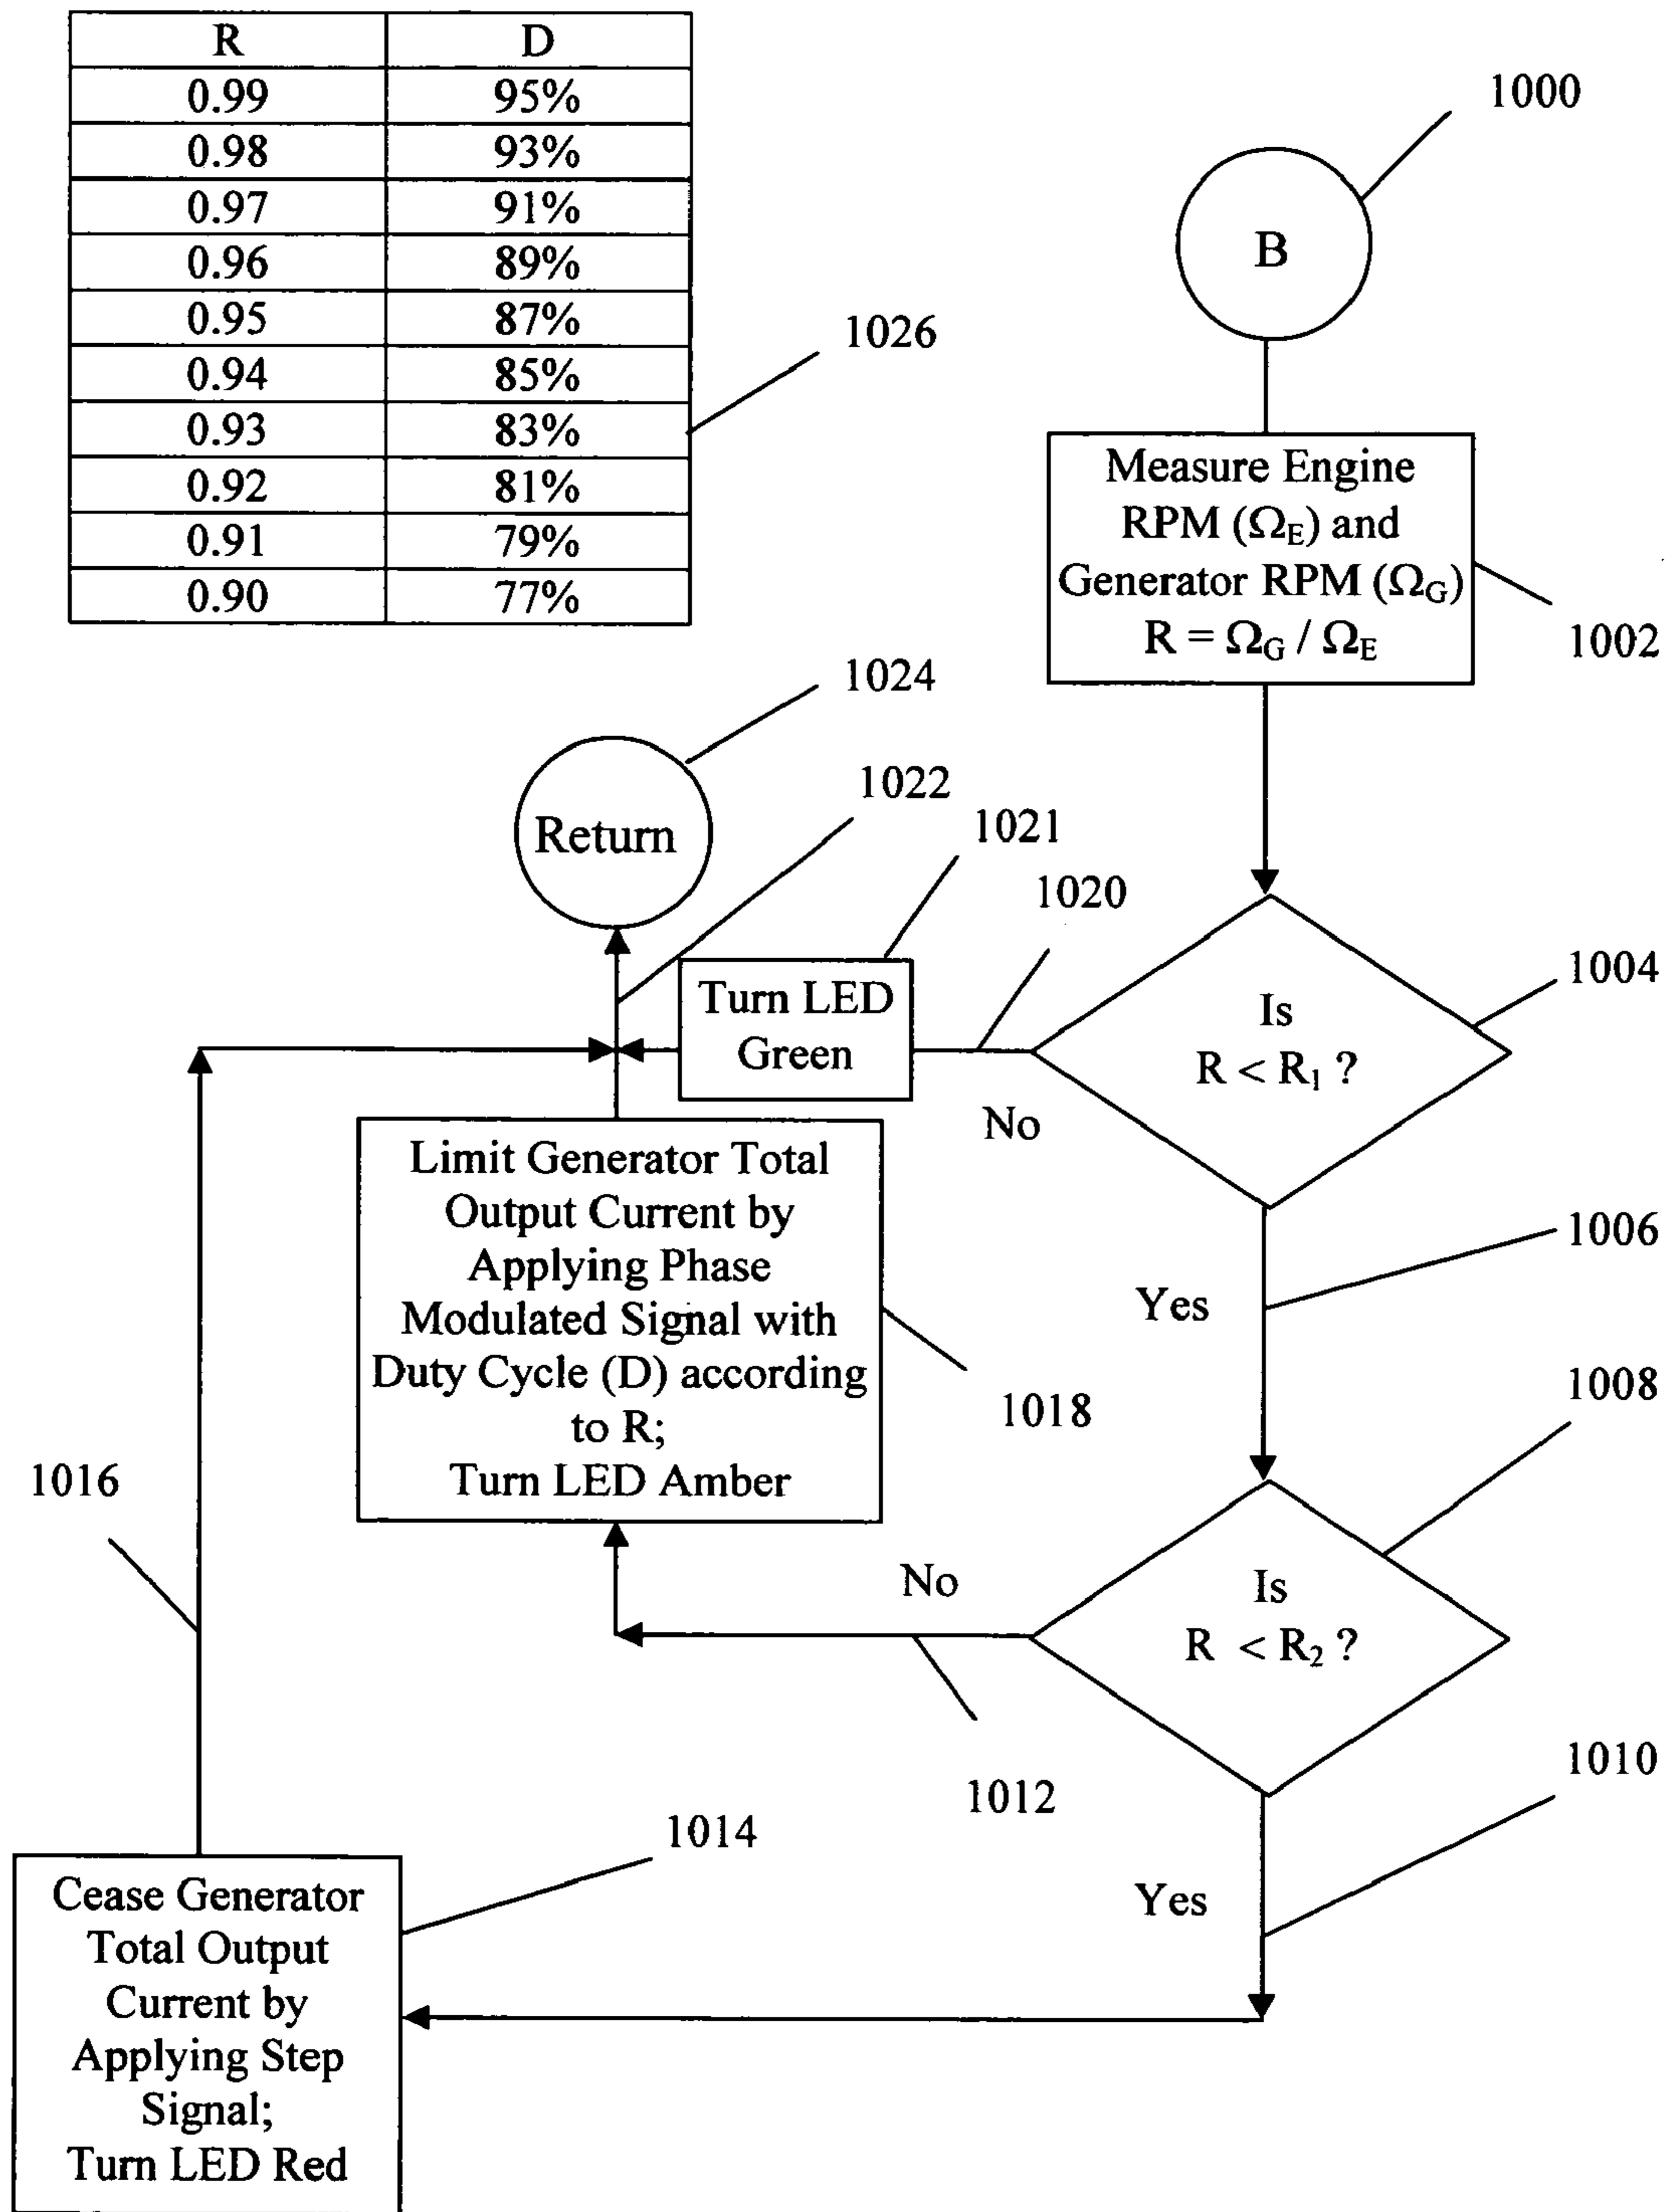 R D
0.99 95%
0.98 93%
0.97 91%
0.96 89%
0.95 87%
0.94 85%
0.93 83%
0.92 81%
0.91 79%
0.90 77%
1026
1000
B
Measure Engine
RPM (Ω_E) and
Generator RPM (Ω_G)
R = Ω_G / Ω_E
1002
1024
Return
1022
1021
1020
Turn LED
Green
1004
Is
R < R₁ ?
No
1006
Yes
Limit Generator Total
Output Current by
Applying Phase
Modulated Signal with
Duty Cycle (D) according
to R;
Turn LED Amber
1018
1008
Is
R < R₂ ?
No
1012
1010
Yes
1016
1014
Cease Generator
Total Output
Current by
Applying Step
Signal;
Turn LED Red